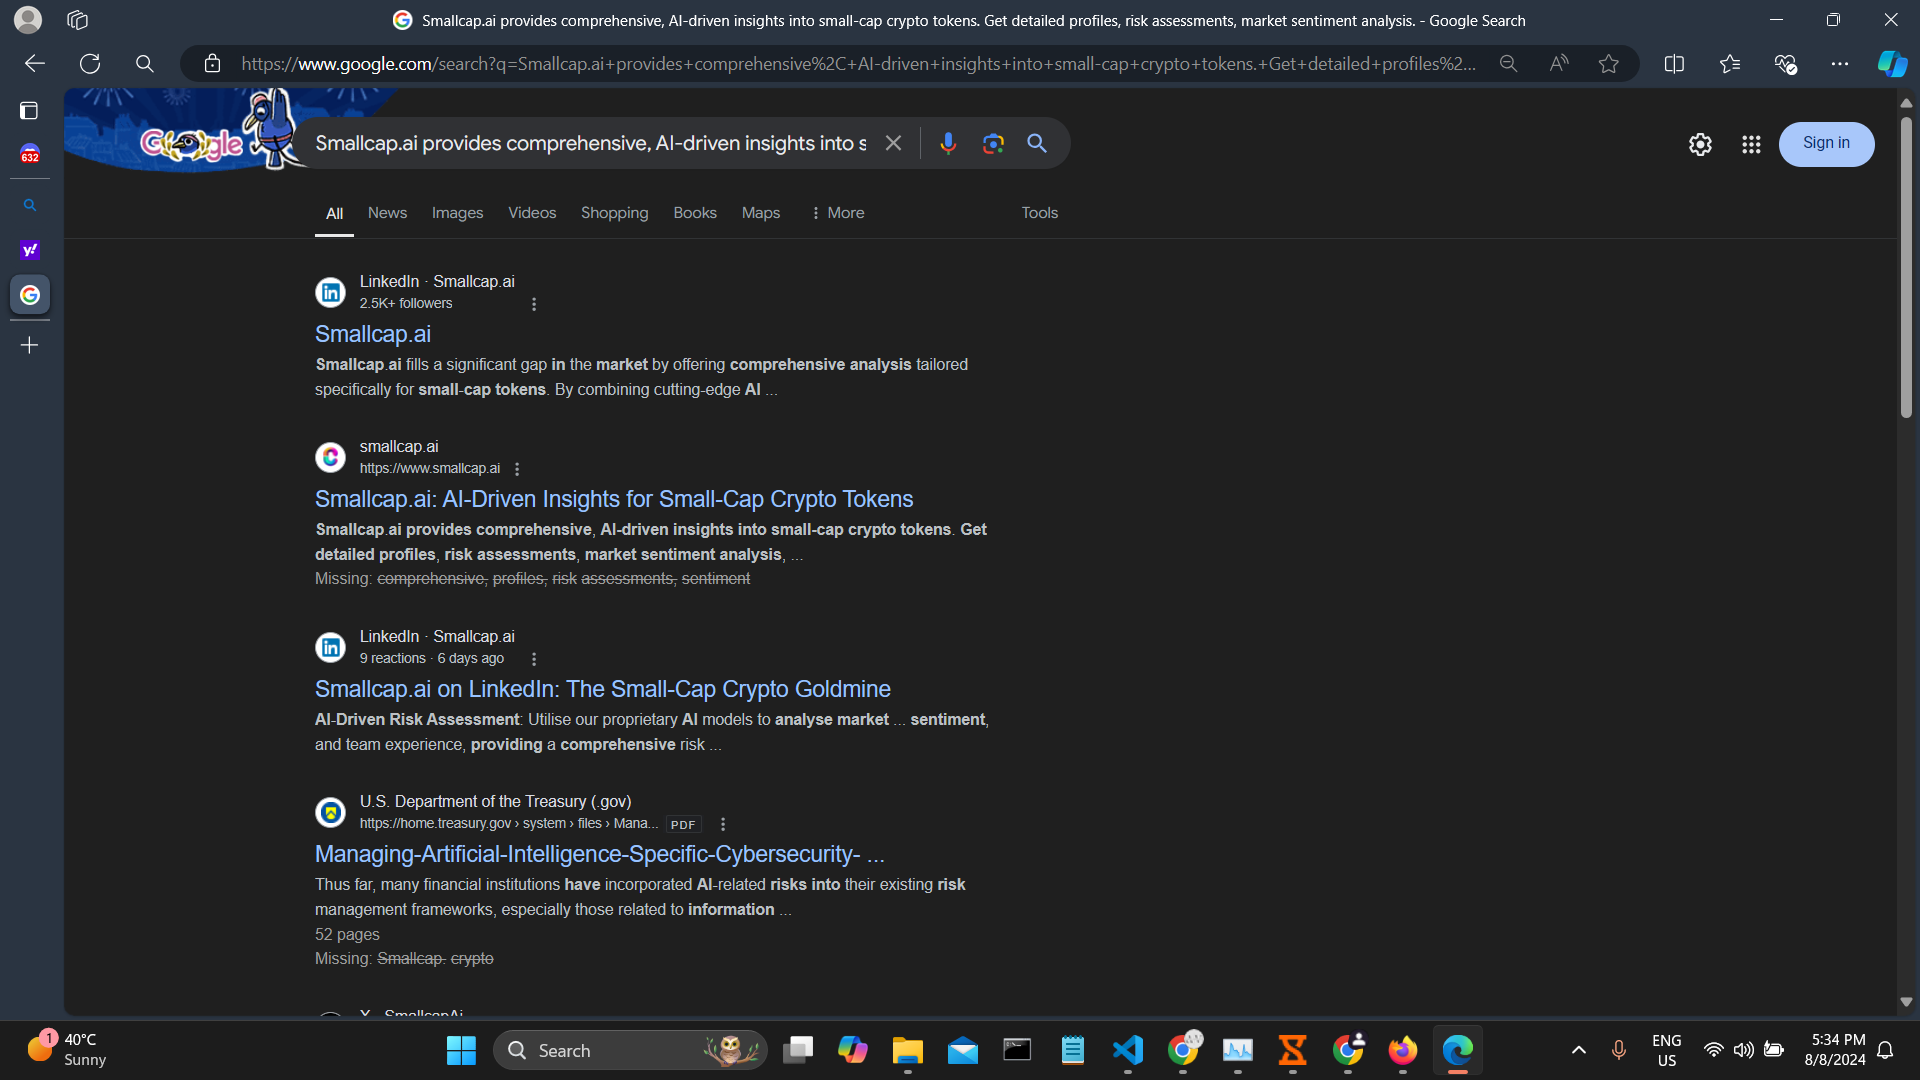 Smallcap.ai provides comprehensive, AI-driven insights into small-cap crypto tokens. Get detailed profiles, risk assessments, market sentiment analysis. - Google Search
https://www.google.com/search?q=Smallcap.ai+provides+comprehensive%2C+AI-driven+insights+into+small-cap+crypto+tokens.+Get+detailed+profiles%2...
632
y!
Google
Smallcap.ai provides comprehensive, AI-driven insights into s
Sign in
All
News
Images
Videos
Shopping
Books
Maps
More
Tools
LinkedIn · Smallcap.ai
2.5K+ followers
Smallcap.ai
Smallcap.ai fills a significant gap in the market by offering comprehensive analysis tailored
specifically for small-cap tokens. By combining cutting-edge AI ...
smallcap.ai
https://www.smallcap.ai
Smallcap.ai: AI-Driven Insights for Small-Cap Crypto Tokens
Smallcap.ai provides comprehensive, AI-driven insights into small-cap crypto tokens. Get
detailed profiles, risk assessments, market sentiment analysis, ...
Missing: comprehensive, profiles, risk assessments, sentiment
LinkedIn · Smallcap.ai
9 reactions · 6 days ago
Smallcap.ai on LinkedIn: The Small-Cap Crypto Goldmine
AI-Driven Risk Assessment: Utilise our proprietary AI models to analyse market ... sentiment,
and team experience, providing a comprehensive risk ...
U.S. Department of the Treasury (.gov)
https://home.treasury.gov › system › files › Mana... PDF
Managing-Artificial-Intelligence-Specific-Cybersecurity- ...
Thus far, many financial institutions have incorporated AI-related risks into their existing risk
management frameworks, especially those related to information ...
52 pages
Missing: Smallcap. crypto
X · SmallcapAi
1
40°C
Sunny
Search
ENG
US
5:34 PM
8/8/2024